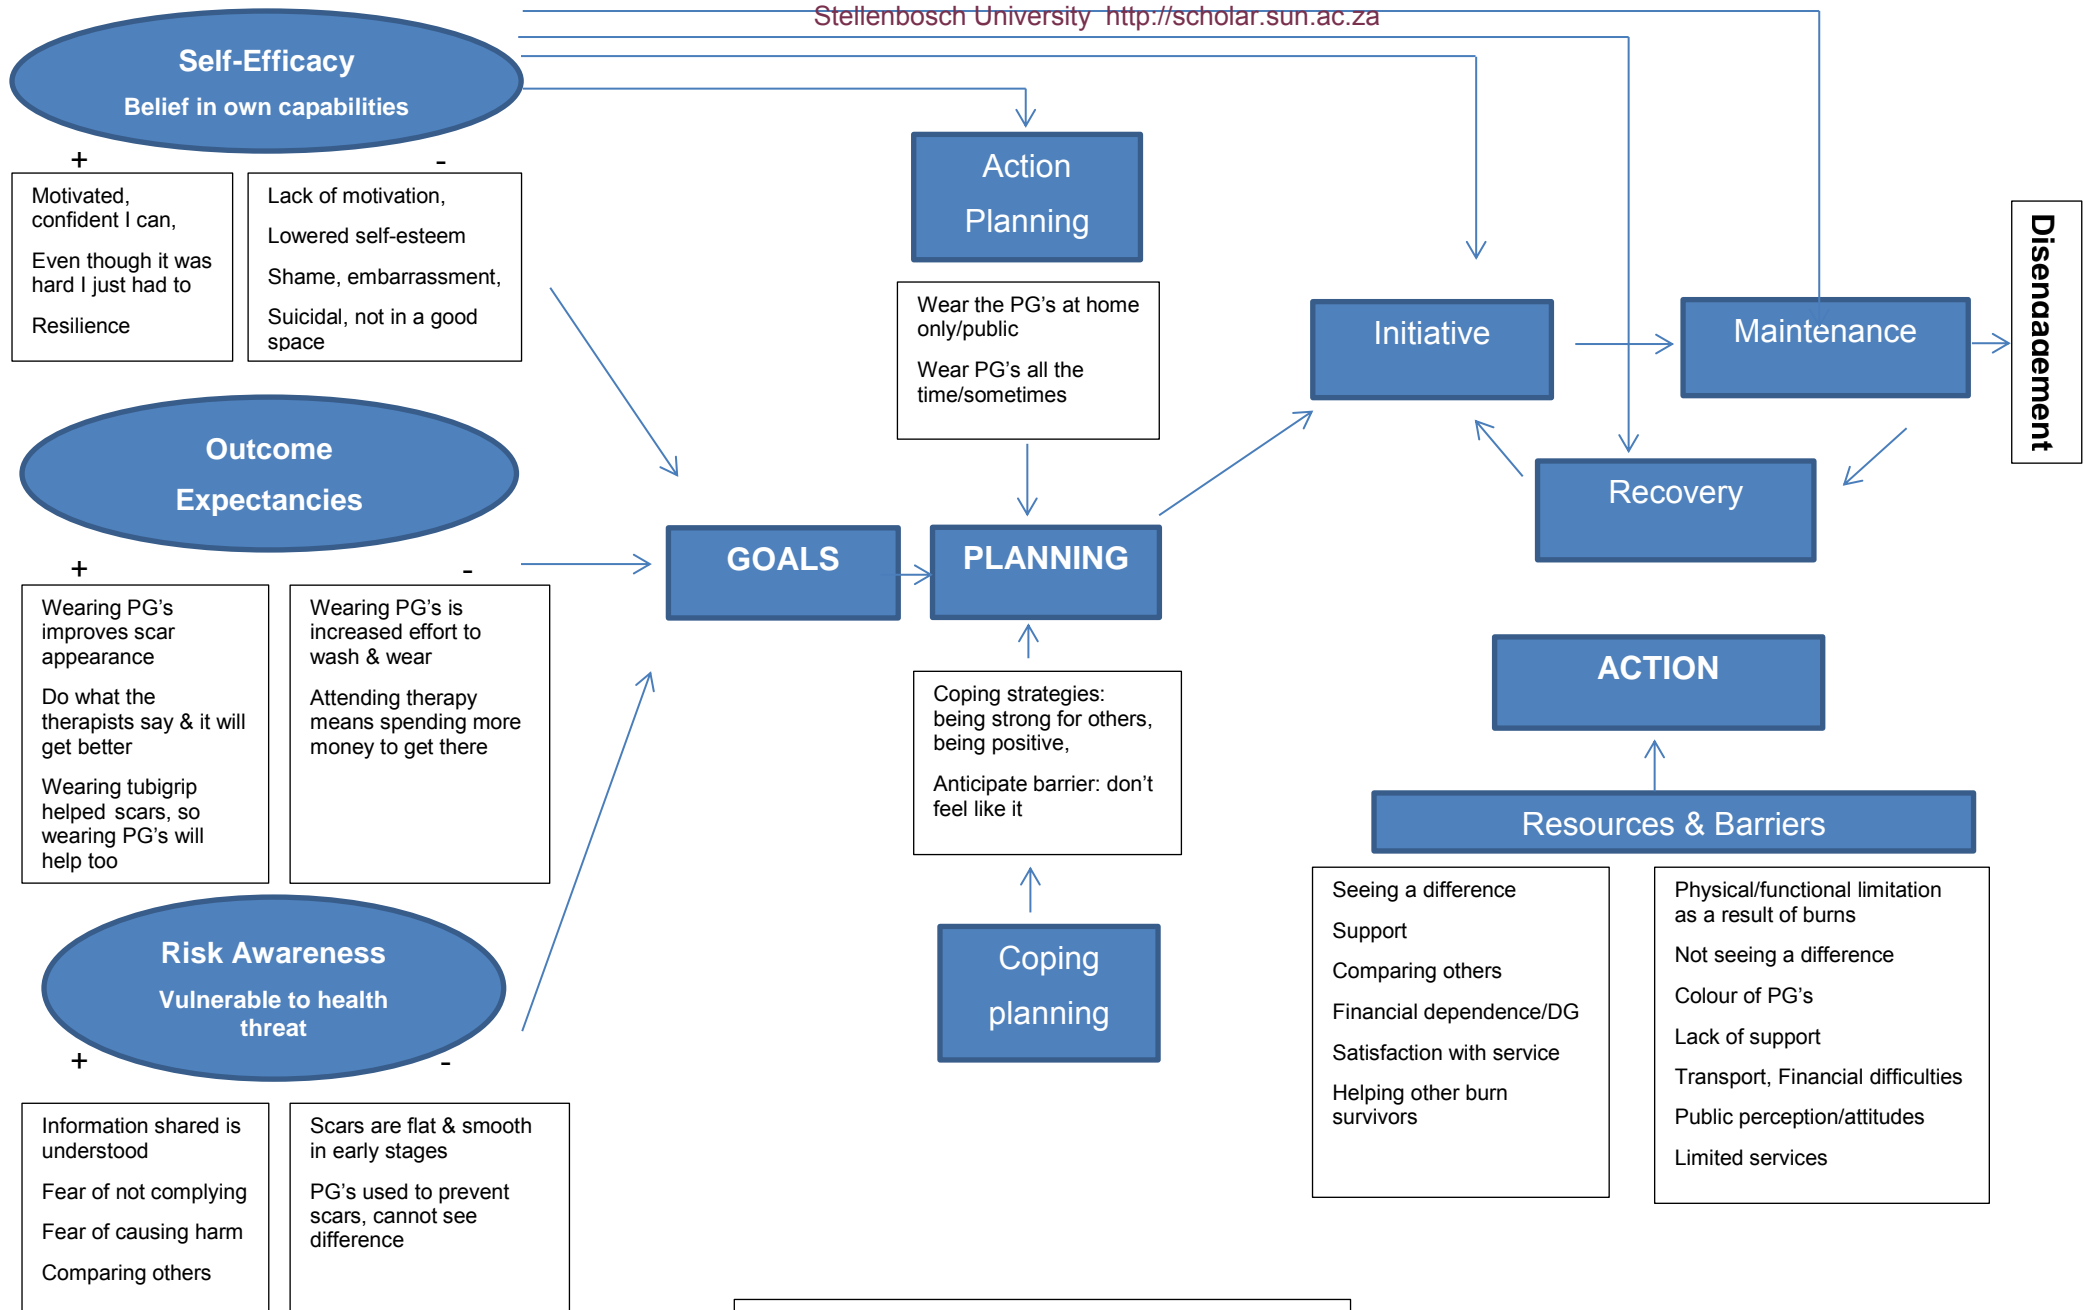 Stellenbosch University http://scholar.sun.ac.za
Self-Efficacy
Belief in own capabilities
+
-
Motivated,
confident I can,
Even though it was
hard I just had to
Resilience
Lack of motivation,
Lowered self-esteem
Shame, embarrassment,
Suicidal, not in a good
space
Outcome
Expectancies
+
-
Wearing PG's
improves scar
appearance
Do what the
therapists say & it will
get better
Wearing tubigrip
helped scars, so
wearing PG's will
help too
Wearing PG's is
increased effort to
wash & wear
Attending therapy
means spending more
money to get there
Risk Awareness
Vulnerable to health
threat
+
-
Information shared is
understood
Fear of not complying
Fear of causing harm
Comparing others
Scars are flat & smooth
in early stages
PG's used to prevent
scars, cannot see
difference
GOALS
Action
Planning
Wear the PG's at home
only/public
Wear PG's all the
time/sometimes
PLANNING
Coping strategies:
being strong for others,
being positive,
Anticipate barrier: don't
feel like it
Coping
planning
Initiative
Maintenance
Disengagement
Recovery
ACTION
Resources & Barriers
Seeing a difference
Support
Comparing others
Financial dependence/DG
Satisfaction with service
Helping other burn
survivors
Physical/functional limitation
as a result of burns
Not seeing a difference
Colour of PG's
Lack of support
Transport, Financial difficulties
Public perception/attitudes
Limited services